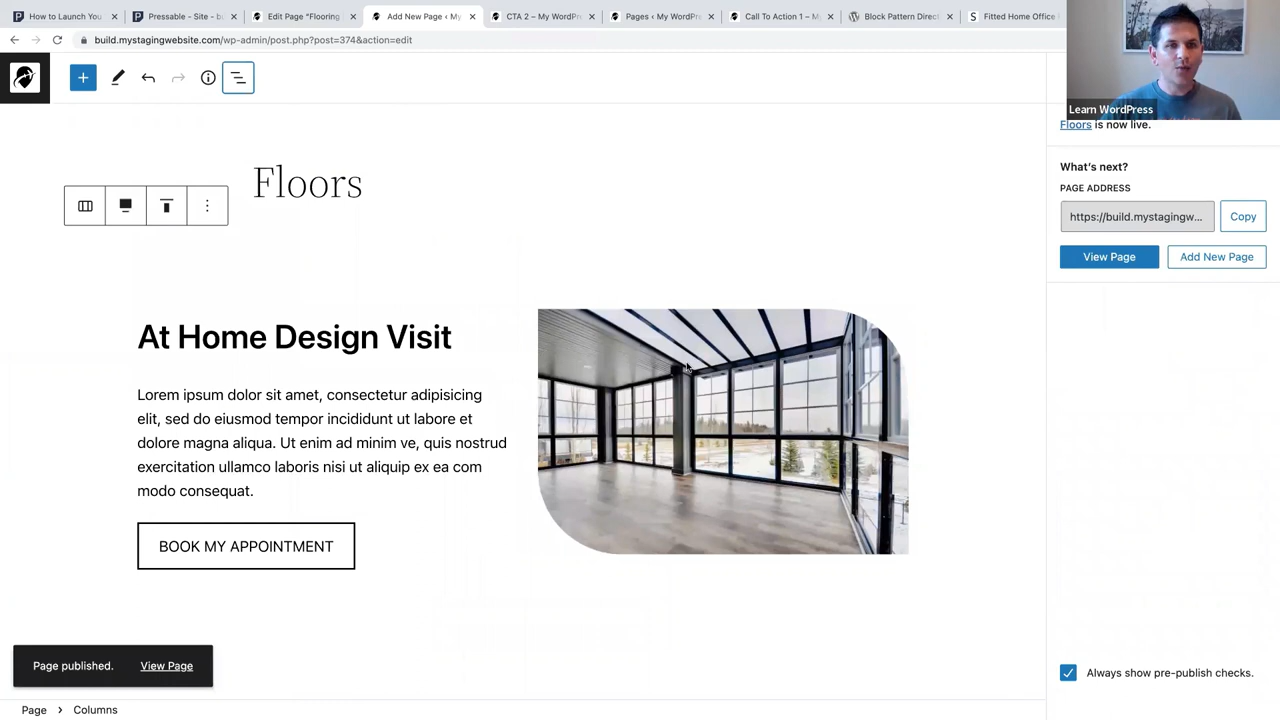 How to Launch You
Pressable - Site - b
Edit Page "Flooring
Add New Page ‹ My
CTA 2 – My WordPr
Pages ‹ My WordPre
Call To Action 1 – M
Block Pattern Direc
Fitted Home Office
build.mystagingwebsite.com/wp-admin/post.php?post=374&action=edit
Learn WordPress
Floors is now live.
What's next?
PAGE ADDRESS
https://build.mystagingw...
Copy
View Page
Add New Page
Floors
At Home Design Visit
Lorem ipsum dolor sit amet, consectetur adipisicing
elit, sed do eiusmod tempor incididunt ut labore et
dolore magna aliqua. Ut enim ad minim ve, quis nostrud
exercitation ullamco laboris nisi ut aliquip ex ea com
modo consequat.
BOOK MY APPOINTMENT
Page published.
View Page
Always show pre-publish checks.
Page > Columns